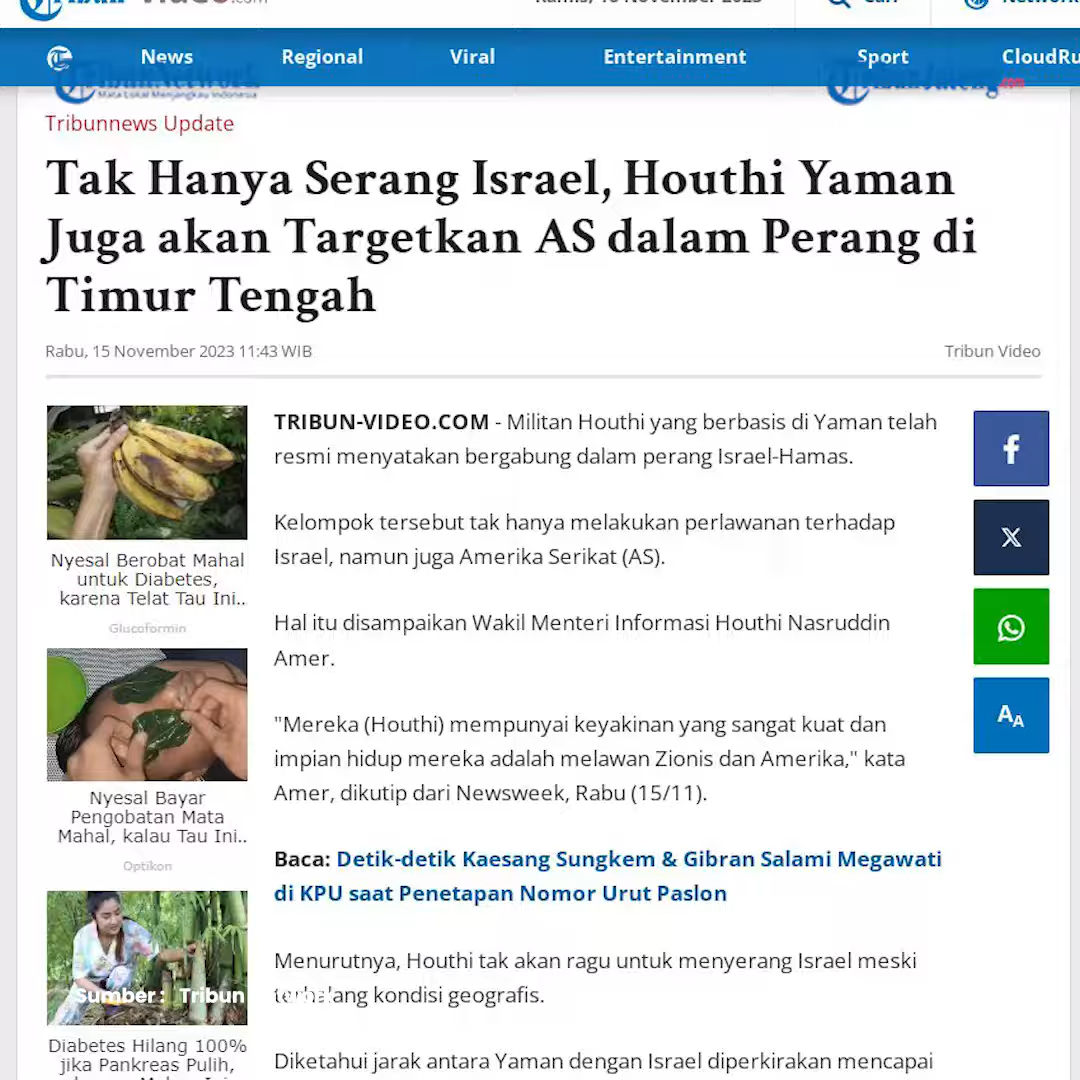 News Regional Viral Entertainment Sport CloudRu
Mata Lokal Menjangkau Indonesia
Tribunnews Update
Tak Hanya Serang Israel, Houthi Yaman
Juga akan Targetkan AS dalam Perang di
Timur Tengah
Rabu, 15 November 2023 11:43 WIB
Tribun Video
TRIBUN-VIDEO.COM - Militan Houthi yang berbasis di Yaman telah
resmi menyatakan bergabung dalam perang Israel-Hamas.
Kelompok tersebut tak hanya melakukan perlawanan terhadap
Israel, namun juga Amerika Serikat (AS).
Hal itu disampaikan Wakil Menteri Informasi Houthi Nasruddin
Amer.
"Mereka (Houthi) mempunyai keyakinan yang sangat kuat dan
impian hidup mereka adalah melawan Zionis dan Amerika," kata
Amer, dikutip dari Newsweek, Rabu (15/11).
Baca: Detik-detik Kaesang Sungkem & Gibran Salami Megawati
di KPU saat Penetapan Nomor Urut Paslon
Menurutnya, Houthi tak akan ragu untuk menyerang Israel meski
kondisi geografis.
Diketahui jarak antara Yaman dengan Israel diperkirakan mencapai
Nyesal Berobat Mahal
untuk Diabetes,
karena Telat Tau Ini..
Glucoformin
Nyesal Bayar
Pengobatan Mata
Mahal, kalau Tau Ini..
Optikon
Sumber : Tribun
Diabetes Hilang 100%
jika Pankreas Pulih,